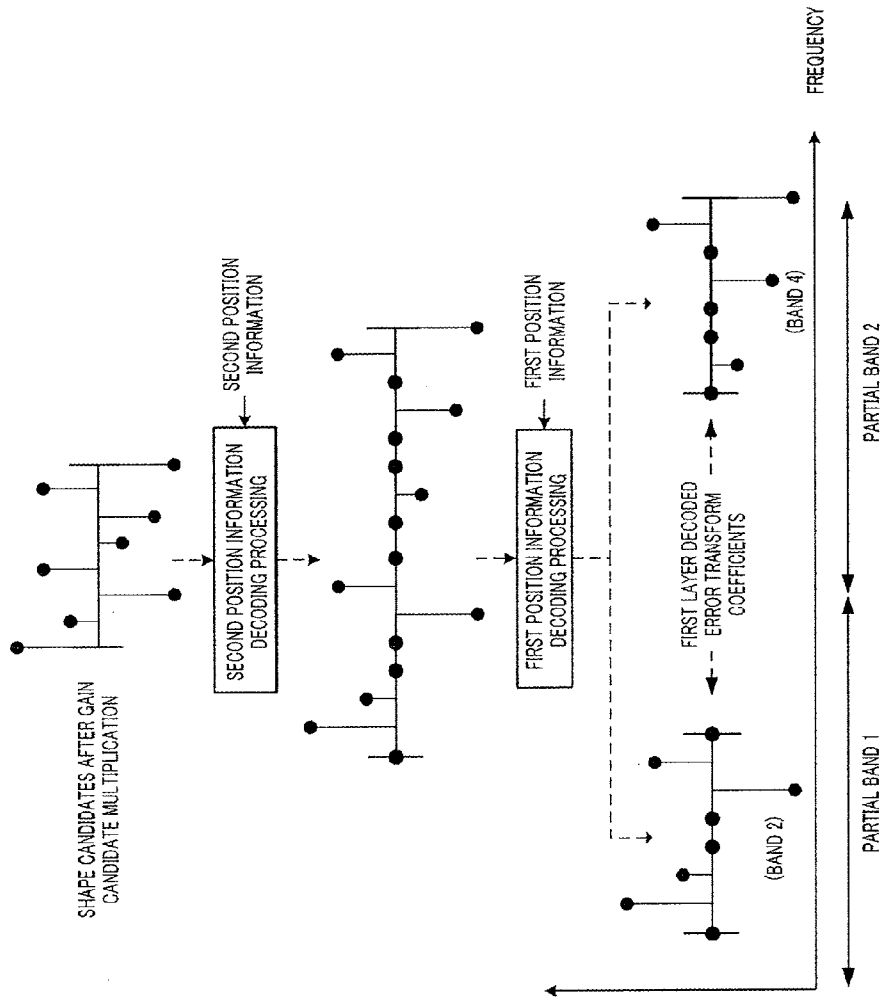 SHAPE CANDIDATES AFTER GAIN
CANDIDATE MULTIPLICATION
SECOND POSITION
INFORMATION
SECOND POSITION INFORMATION
DECODING PROCESSING
FIRST POSITION
INFORMATION
FIRST POSITION INFORMATION
DECODING PROCESSING
FIRST LAYER DECODED
ERROR TRANSFORM
COEFFICIENTS
(BAND 2)
(BAND 4)
FREQUENCY
PARTIAL BAND 1
PARTIAL BAND 2